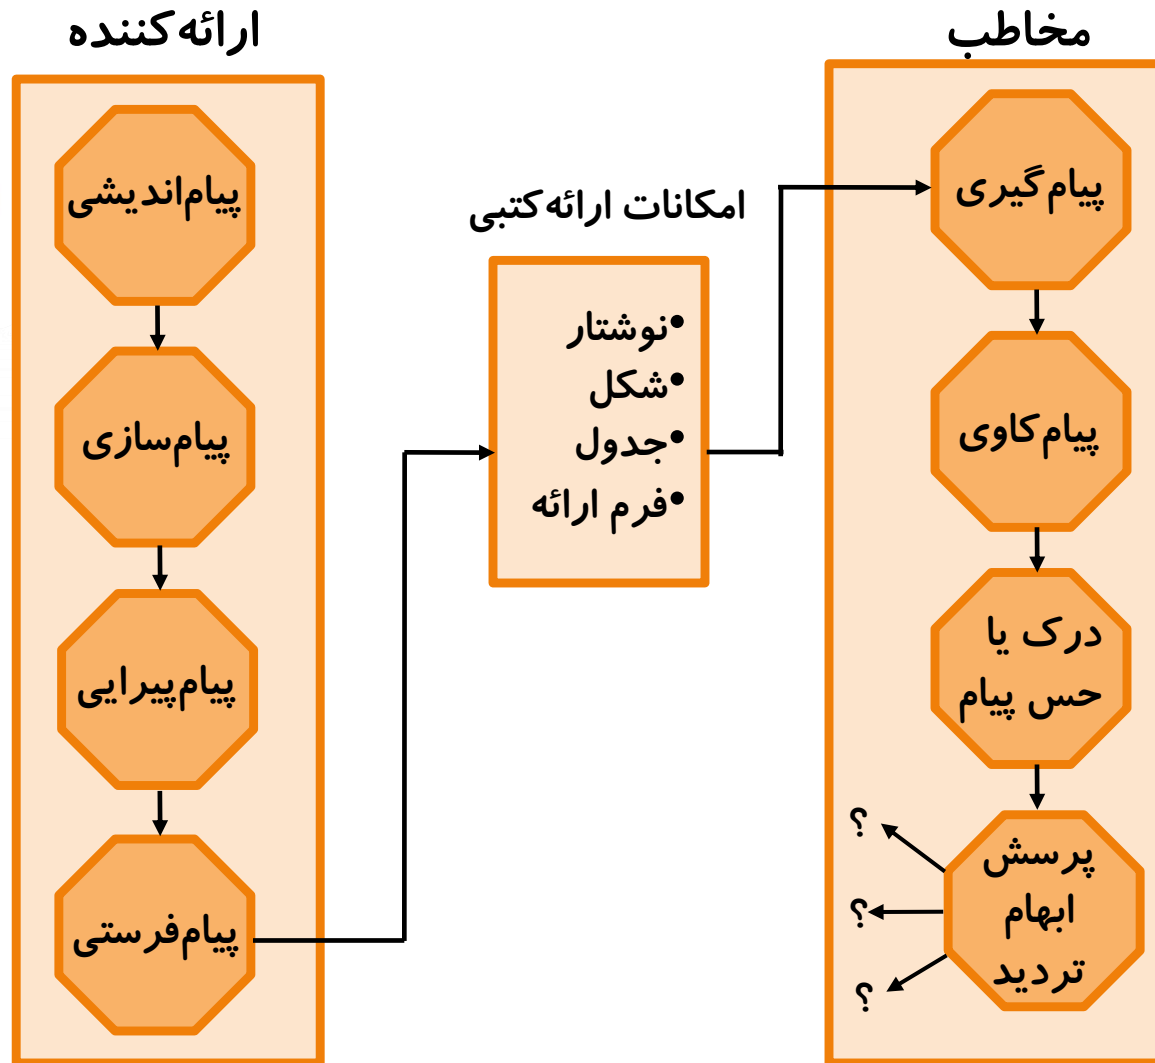 مخاطب
ارائه‌کننده
پیام‌اندیشی
پیام‌سازی
پیام‌پیرایی
پیام‌فرستی
امکانات ارائه‌کتبی
•نوشتار
•شکل
•جدول
•فرم ارائه
پیام‌گیری
پیام‌کاوی
درک یا
حس پیام
پرسش
ابهام
تردید
؟
؟
؟